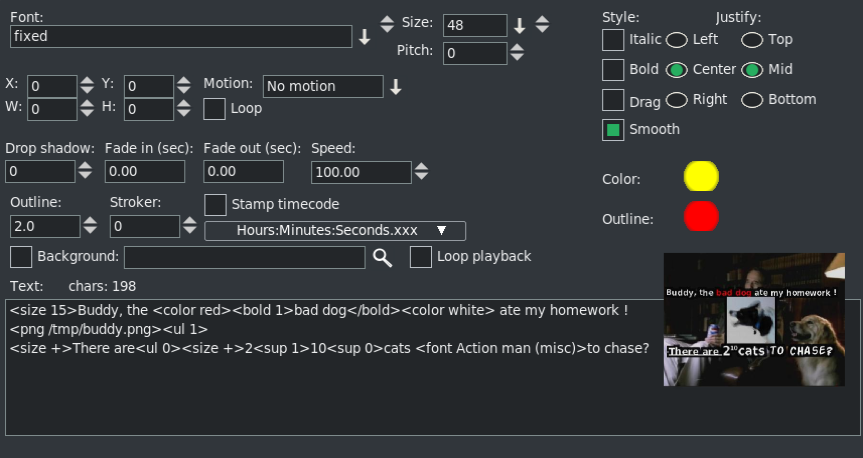 Font:
fixed
Size: 48
Pitch: 0
Style: Justify:
Italic Left Top
Bold Center Mid
Drag Right Bottom
Smooth
X: 0 Y: 0 Motion: No motion
W: 0 H: 0 Loop
Drop shadow: Fade in (sec): Fade out (sec): Speed:
0 0.00 0.00 100.00
Color:
Outline: Stroker: Stamp timecode
2.0 0 Hours:Minutes:Seconds.xxx
Outline:
Background: Loop playback
Text: chars: 198
<size 15>Buddy, the <color red><bold 1>bad dog</bold><color white> ate my homework !
<png /tmp/buddy.png><ul 1>
<size +>There are<ul 0><size +>2<sup 1>10<sup 0>cats <font Action man (misc)>to chase?
Buddy, the bad dog ate my homework !
There are 2¹⁰cats TO CHASE?